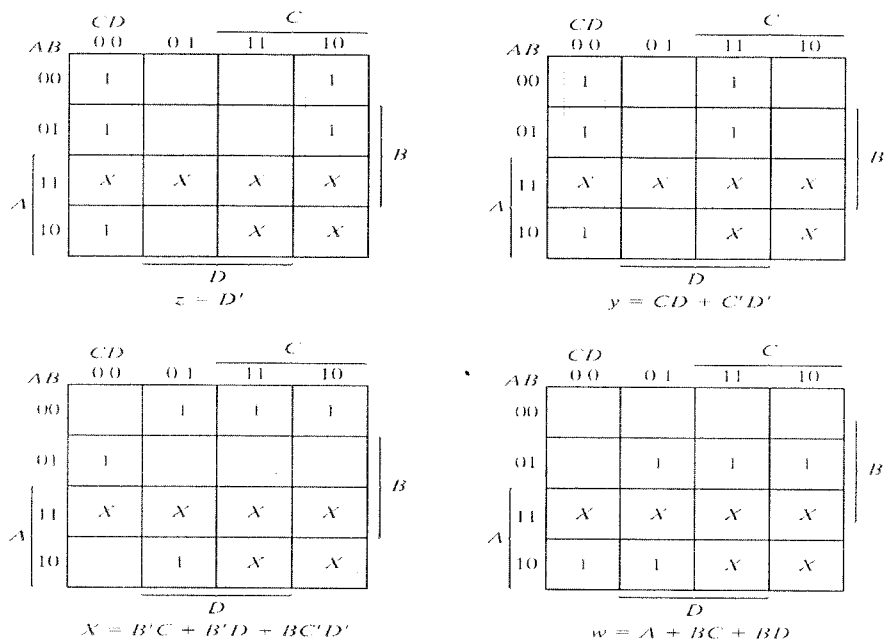 CD C
AB 00 01 11 10
00 1 1
01 1 1
B
A
11 X X X X
10 1 X X
D
z = D'
CD C
AB 00 01 11 10
00 1 1
01 1 1
B
A
11 X X X X
10 1 X X
D
y = CD + C'D'
CD C
AB 00 01 11 10
00 1 1 1
01 1
B
A
11 X X X X
10 1 X X
D
X = B'C + B'D + BC'D'
CD C
AB 00 01 11 10
00
01 1 1 1
B
A
11 X X X X
10 1 1 X X
D
w = A + BC + BD